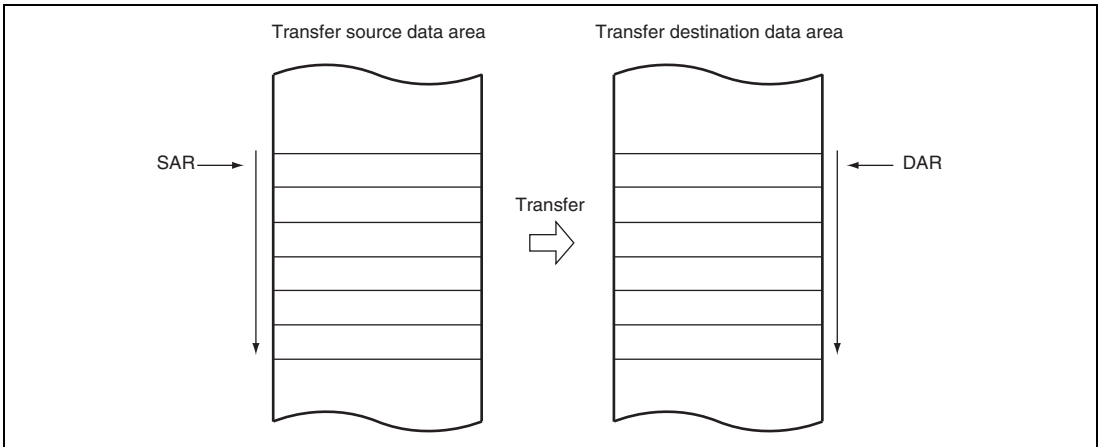 Transfer source data area
Transfer destination data area
SAR
DAR
Transfer